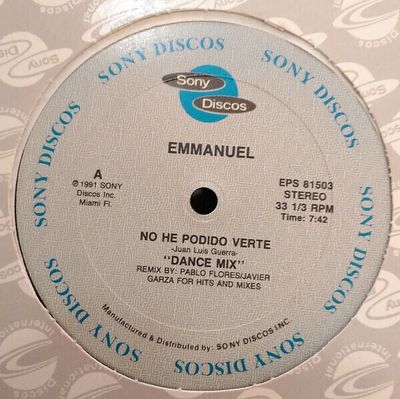 SONY DISCOS
SONY DISCOS
SONY DISCOS
SONY DISCOS
SONY DISCOS
SONY DISCOS
Sony
Discos
EMMANUEL
A
℗ 1991 SONY
Discos Inc.
Miami Fl.
EPS 81503
STEREO
33 1/3 RPM
Time: 7:42
NO HE PODIDO VERTE
-Juan Luis Guerra-
"DANCE MIX"
REMIX BY: PABLO FLORES/JAVIER
GARZA FOR HITS AND MIXES
Manufactured & Distributed by: SONY DISCOS INC.